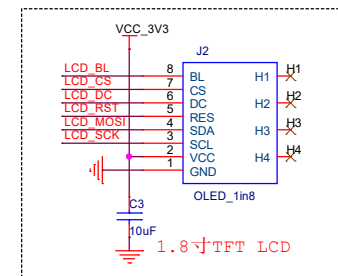 VCC_3V3
J2
LCD_BL 8 BL H1 H1
LCD_CS 7 CS
LCD_DC 6 DC H2 H2
LCD_RST 5 RES
LCD_MOSI 4 SDA H3 H3
LCD_SCK 3 SCL
2 VCC H4 H4
1 GND
OLED_1in8
C3
10uF
1.8寸TFT LCD